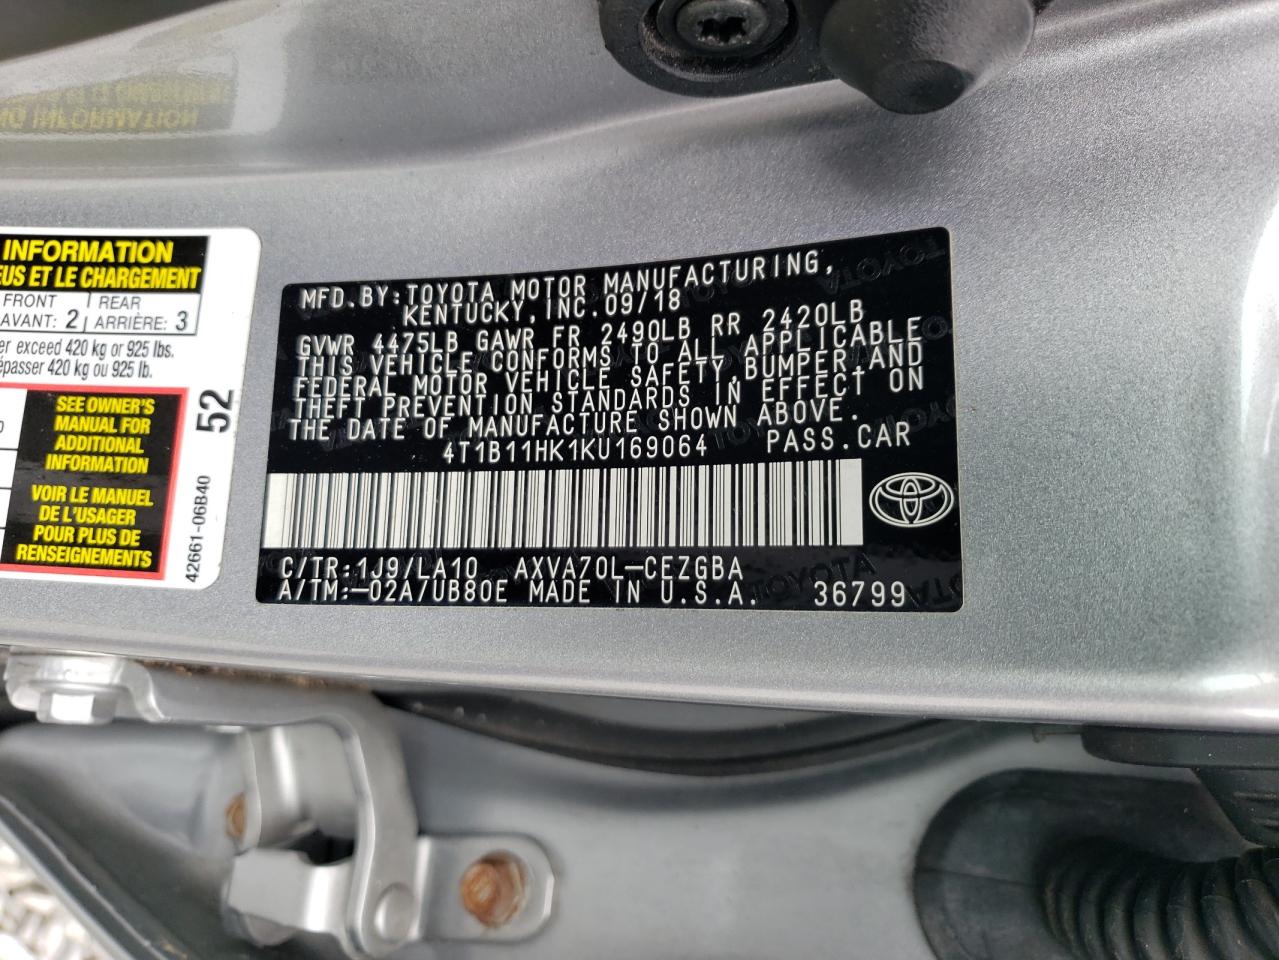 INFORMATION
EUS ET LE CHARGEMENT
FRONT
AVANT: 2
REAR
ARRIÈRE: 3
er exceed 420 kg or 925 lbs.
épasser 420 kg ou 925 lb.
SEE OWNER'S
MANUAL FOR
ADDITIONAL
INFORMATION
VOIR LE MANUEL
DE L'USAGER
POUR PLUS DE
RENSEIGNEMENTS
52
42661-06B40
MFD.BY:TOYOTA MOTOR MANUFACTURING,
KENTUCKY,INC.09/18
GVWR 4475LB GAWR FR 2490LB RR 2420LB
THIS VEHICLE CONFORMS TO ALL APPLICABLE
FEDERAL MOTOR VEHICLE SAFETY,BUMPER,AND
THEFT PREVENTION STANDARDS IN EFFECT ON
THE DATE OF MANUFACTURE SHOWN ABOVE.
4T1B11HK1KU169064 PASS.CAR
C/TR:1J9/LA10 AXVA70L-CEZGBA
A/TM:-02A/UB80E MADE IN U.S.A. 36799